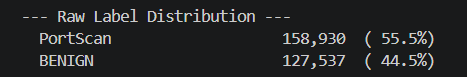 --- Raw Label Distribution ---
PortScan 158,930 ( 55.5%)
BENIGN 127,537 ( 44.5%)